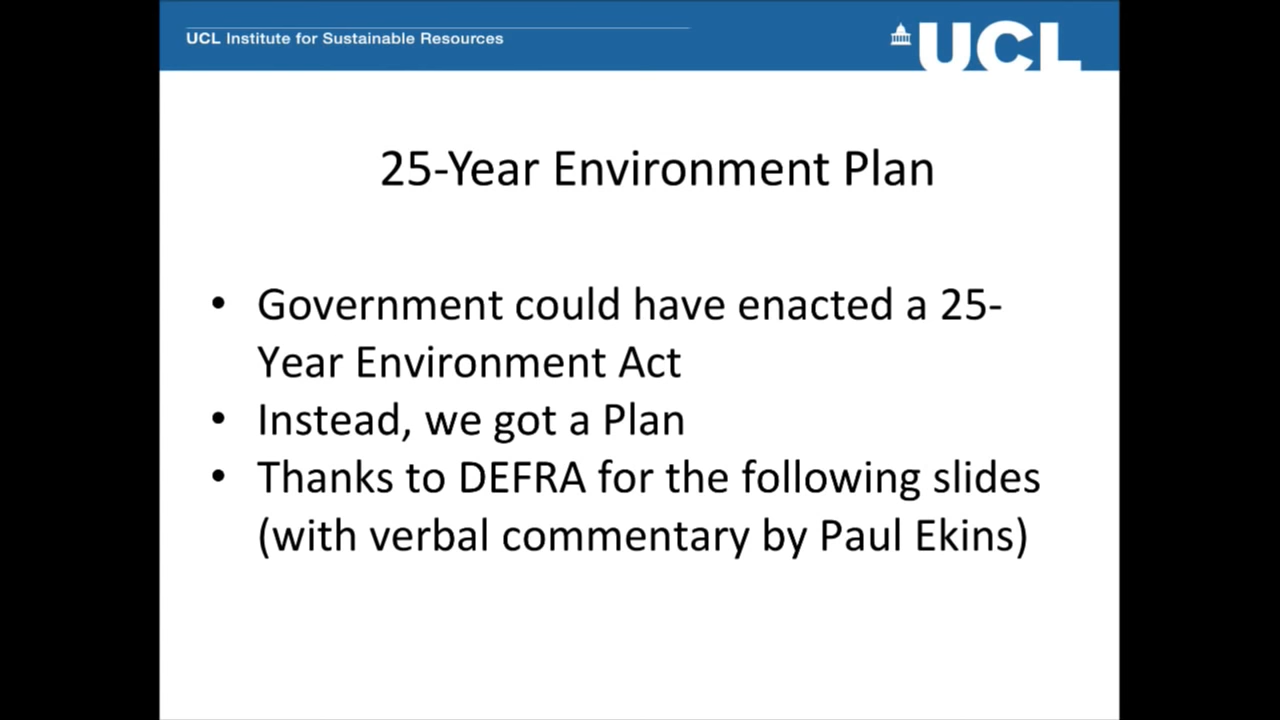 UCL Institute for Sustainable Resources
UCL
25-Year Environment Plan
• Government could have enacted a 25-
Year Environment Act
• Instead, we got a Plan
• Thanks to DEFRA for the following slides
(with verbal commentary by Paul Ekins)